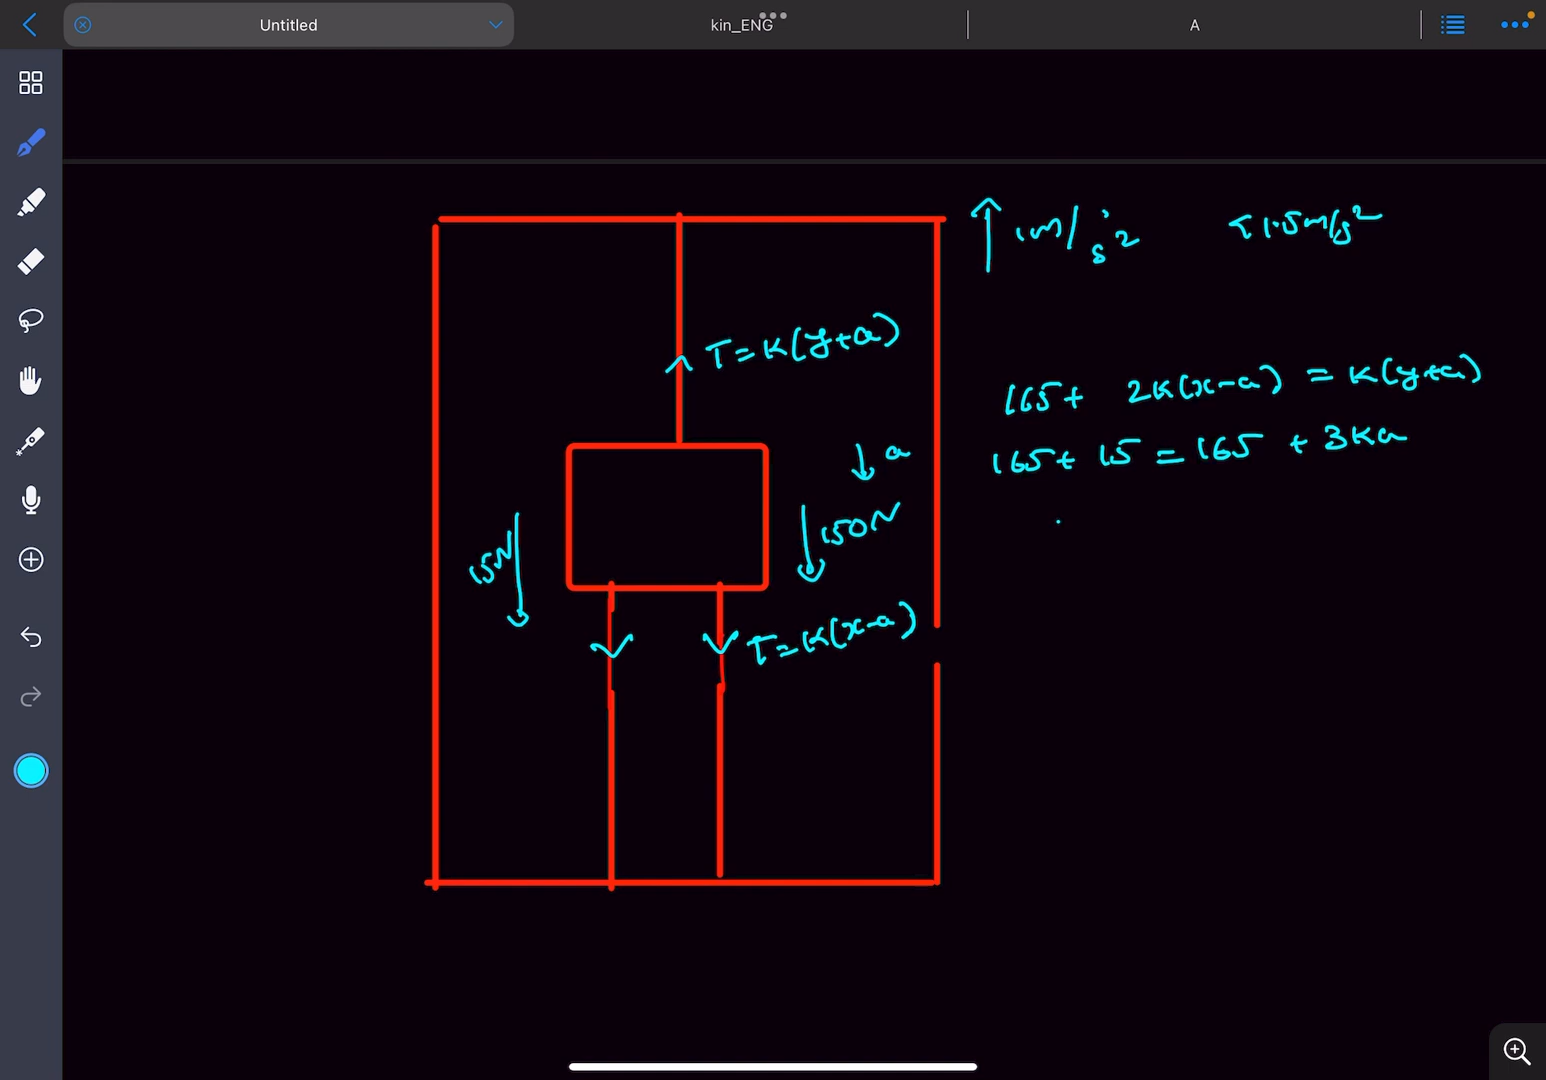 Untitled
kin_ENG
A
1m/s² < 1.5m/s²
T=K(y+a)
165+ 2K(x-a) = K(y+a)
165+ 15 = 165 + 3Ka
↓ a
150N
15N
T=K(x-a)